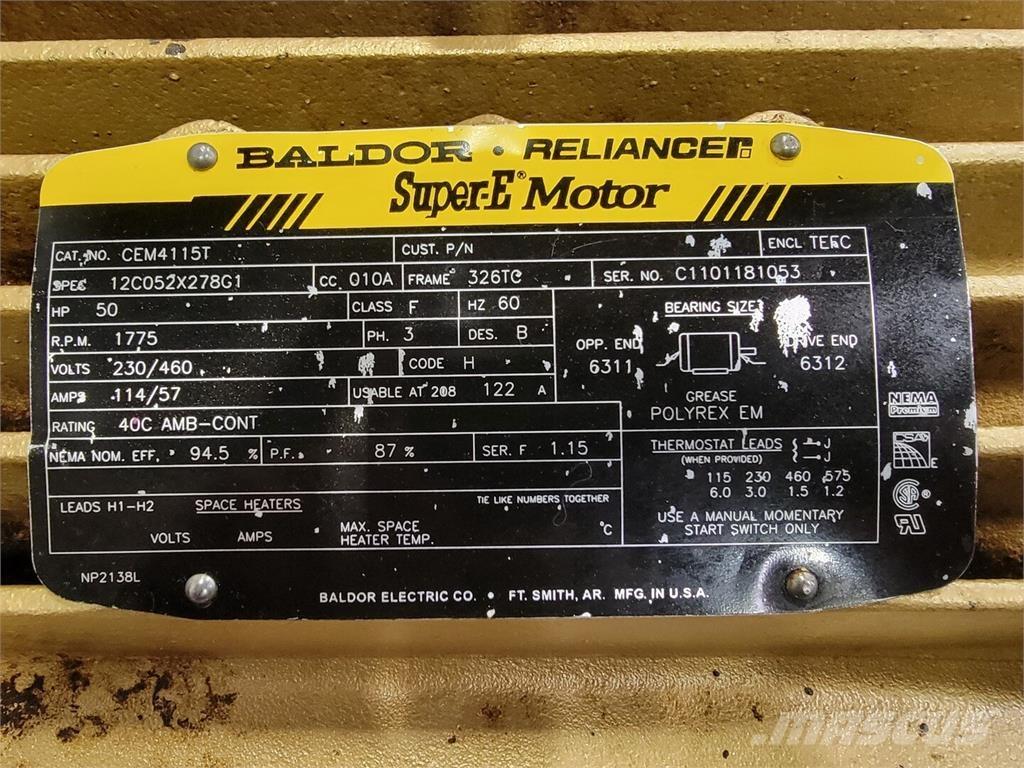 BALDOR • RELIANCER
Super-E® Motor
CAT. NO. CEM4115T CUST. P/N ENCL TEFC
SPEC 12C052X278G1 CC 010A FRAME 326TC SER. NO. C1101181053
HP 50 CLASS F HZ 60 BEARING SIZE
R.P.M. 1775 PH. 3 DES. B OPP. END DRIVE END
VOLTS 230/460 CODE H 6311 6312
AMPS 114/57 USABLE AT 208 122 A GREASE
RATING 40C AMB-CONT POLYREX EM
NEMA Premium
NEMA NOM. EFF. 94.5 % P.F. 87 % SER. F 1.15 THERMOSTAT LEADS J
(WHEN PROVIDED) J
115 230 460 575
6.0 3.0 1.5 1.2
LEADS H1-H2 SPACE HEATERS TIE LIKE NUMBERS TOGETHER
USE A MANUAL MOMENTARY
START SWITCH ONLY
VOLTS AMPS MAX. SPACE
HEATER TEMP. °C
CSA E
NP2138L
BALDOR ELECTRIC CO. • FT. SMITH, AR. MFG. IN U.S.A.
MASCUS